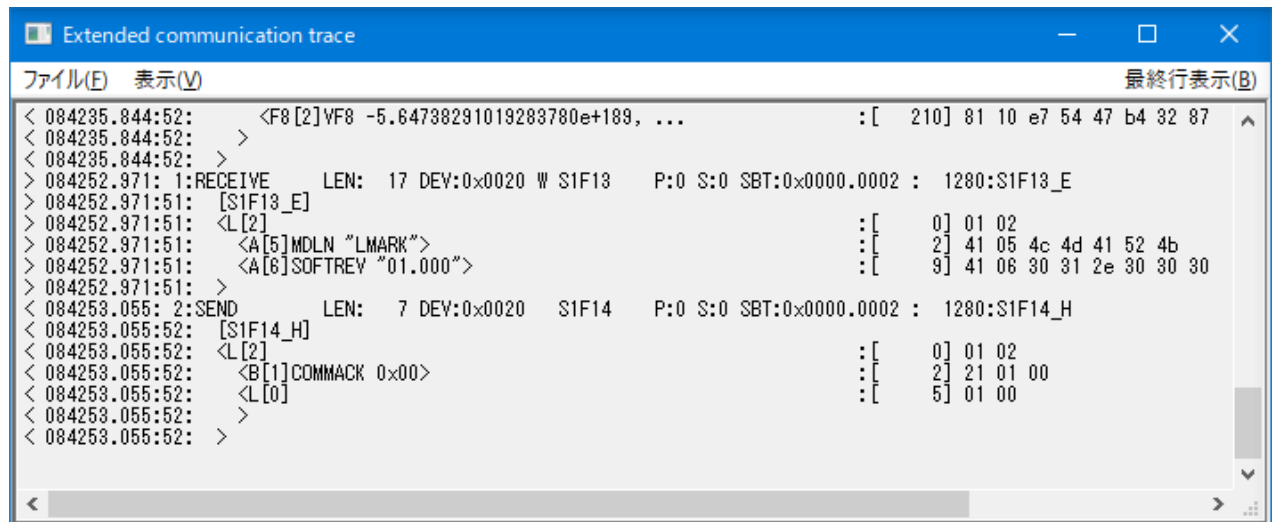 Extended communication trace
ファイル(F) 表示(V) 最終行表示(B)
< 084235.844:52:       <F8[2]VF8 -5.64738291019283780e+189, ...                  :[   210] 81 10 e7 54 47 b4 32 87
< 084235.844:52:     >
< 084235.844:52:   >
> 084252.971: 1:RECEIVE     LEN:  17 DEV:0x0020 W S1F13    P:0 S:0 SBT:0x0000.0002 :  1280:S1F13_E
> 084252.971:51:   [S1F13_E]
> 084252.971:51:   <L[2]                                                         :[     0] 01 02
> 084252.971:51:     <A[5]MDLN "LMARK">                                          :[     2] 41 05 4c 4d 41 52 4b
> 084252.971:51:     <A[6]SOFTREV "01.000">                                      :[     9] 41 06 30 31 2e 30 30 30
> 084252.971:51:   >
< 084253.055: 2:SEND        LEN:   7 DEV:0x0020   S1F14    P:0 S:0 SBT:0x0000.0002 :  1280:S1F14_H
< 084253.055:52:   [S1F14_H]
< 084253.055:52:   <L[2]                                                         :[     0] 01 02
< 084253.055:52:     <B[1]COMMACK 0x00>                                          :[     2] 21 01 00
< 084253.055:52:     <L[0]                                                       :[     5] 01 00
< 084253.055:52:     >
< 084253.055:52:   >